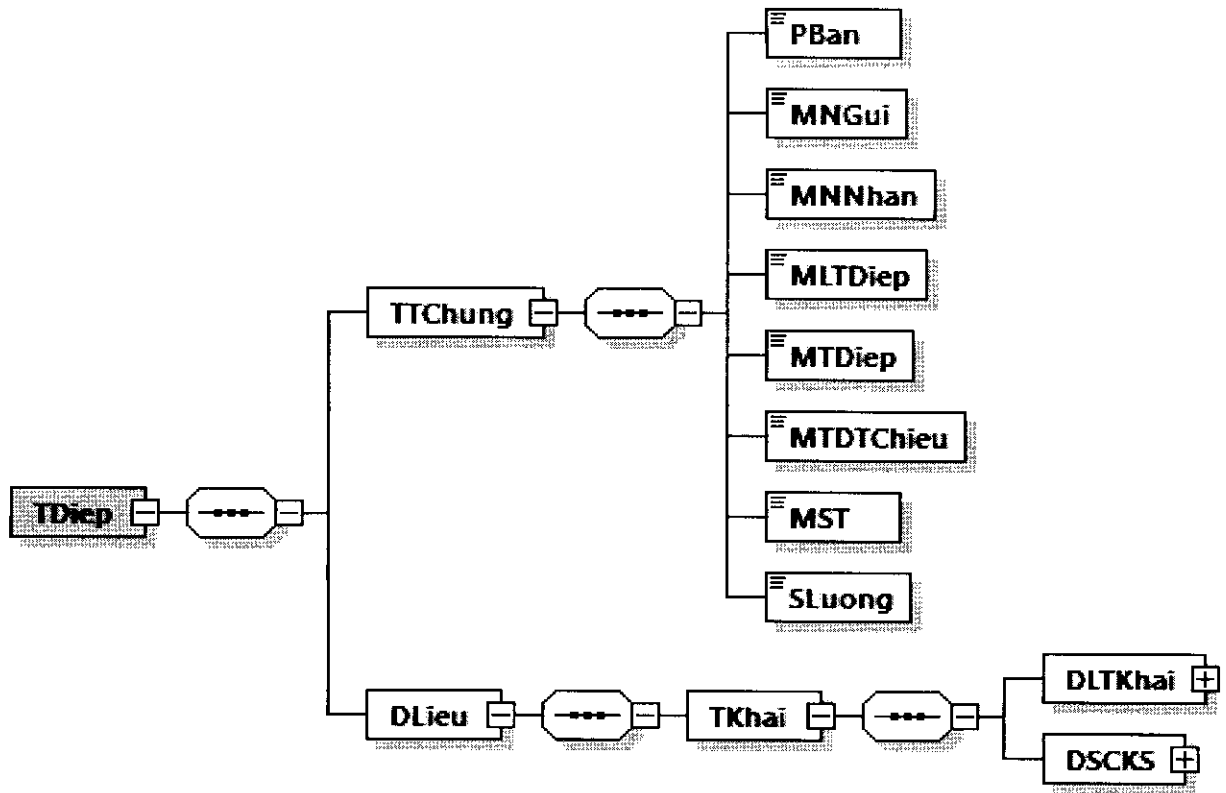 PBan
MNGui
MNNhan
MLTDiep
TTChung
MTDiep
MTDTChieu
TDiep
MST
SLuong
DLTKhai
DLieu
TKhai
DSCKS